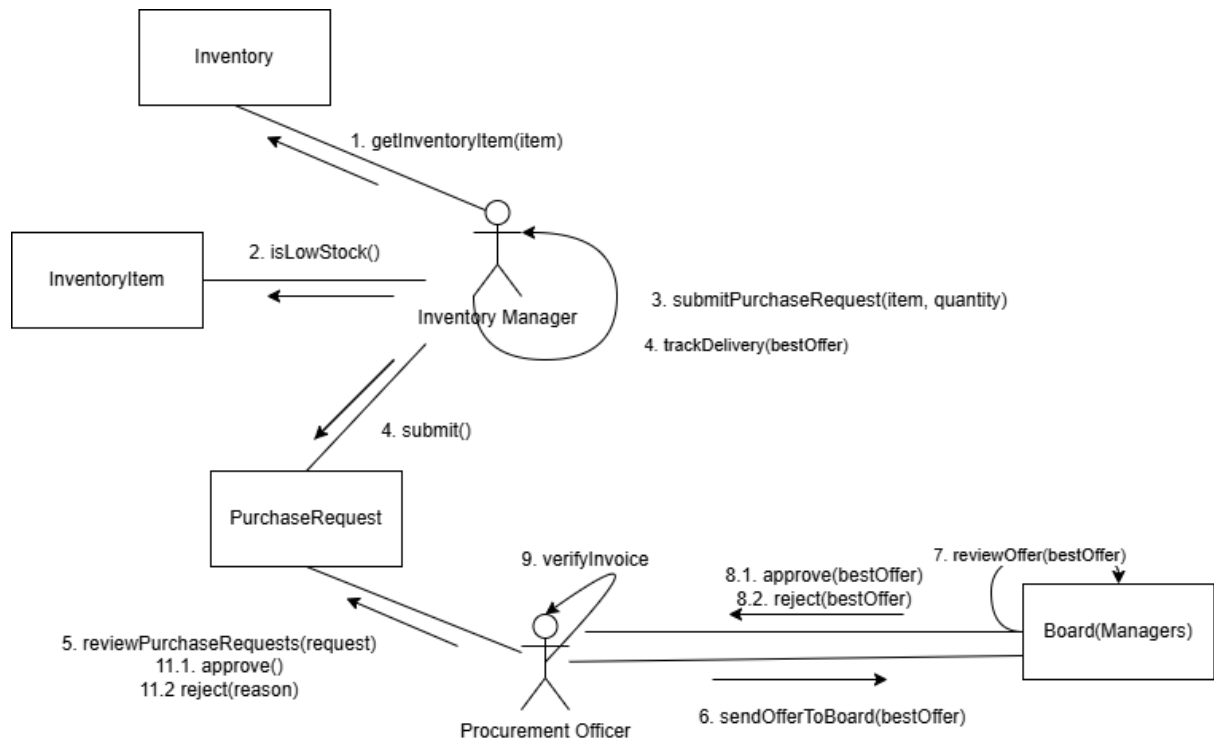 Inventory
1. getInventoryItem(item)
2. isLowStock()
InventoryItem
3. submitPurchaseRequest(item, quantity)
Inventory Manager
4. trackDelivery(bestOffer)
4. submit()
PurchaseRequest
9. verifyInvoice
7. reviewOffer(bestOffer)
8.1. approve(bestOffer)
8.2. reject(bestOffer)
Board(Managers)
5. reviewPurchaseRequests(request)
11.1. approve()
11.2 reject(reason)
6. sendOfferToBoard(bestOffer)
Procurement Officer